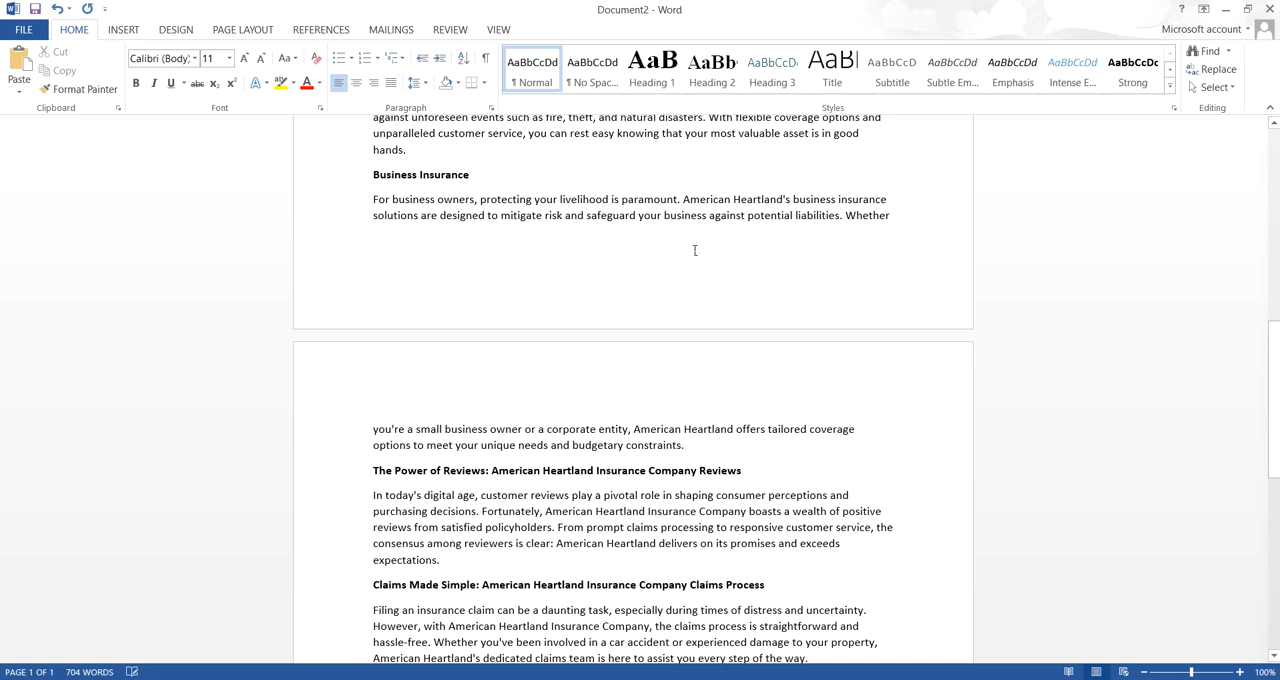 Document2 - Word
FILE HOME INSERT DESIGN PAGE LAYOUT REFERENCES MAILINGS REVIEW VIEW Microsoft account
Paste
Cut
Copy
Format Painter
Calibri (Body) 11
AaBbCcDd AaBbCcDd AaB AaBb AaBbCcDd AaB AaBbCcD AaBbCcDd AaBbCcDd AaBbCcDd AaBbCcDc
¶ Normal ¶ No Spac... Heading 1 Heading 2 Heading 3 Title Subtitle Subtle Em... Emphasis Intense E... Strong
Find
Replace
Select
Clipboard Font Paragraph Styles Editing
against unforeseen events such as fire, theft, and natural disasters. With flexible coverage options and
unparalleled customer service, you can rest easy knowing that your most valuable asset is in good
hands.
Business Insurance
For business owners, protecting your livelihood is paramount. American Heartland's business insurance
solutions are designed to mitigate risk and safeguard your business against potential liabilities. Whether
you're a small business owner or a corporate entity, American Heartland offers tailored coverage
options to meet your unique needs and budgetary constraints.
The Power of Reviews: American Heartland Insurance Company Reviews
In today's digital age, customer reviews play a pivotal role in shaping consumer perceptions and
purchasing decisions. Fortunately, American Heartland Insurance Company boasts a wealth of positive
reviews from satisfied policyholders. From prompt claims processing to responsive customer service, the
consensus among reviewers is clear: American Heartland delivers on its promises and exceeds
expectations.
Claims Made Simple: American Heartland Insurance Company Claims Process
Filing an insurance claim can be a daunting task, especially during times of distress and uncertainty.
However, with American Heartland Insurance Company, the claims process is straightforward and
hassle-free. Whether you've been involved in a car accident or experienced damage to your property,
American Heartland's dedicated claims team is here to assist you every step of the way.
PAGE 1 OF 1 704 WORDS 100%